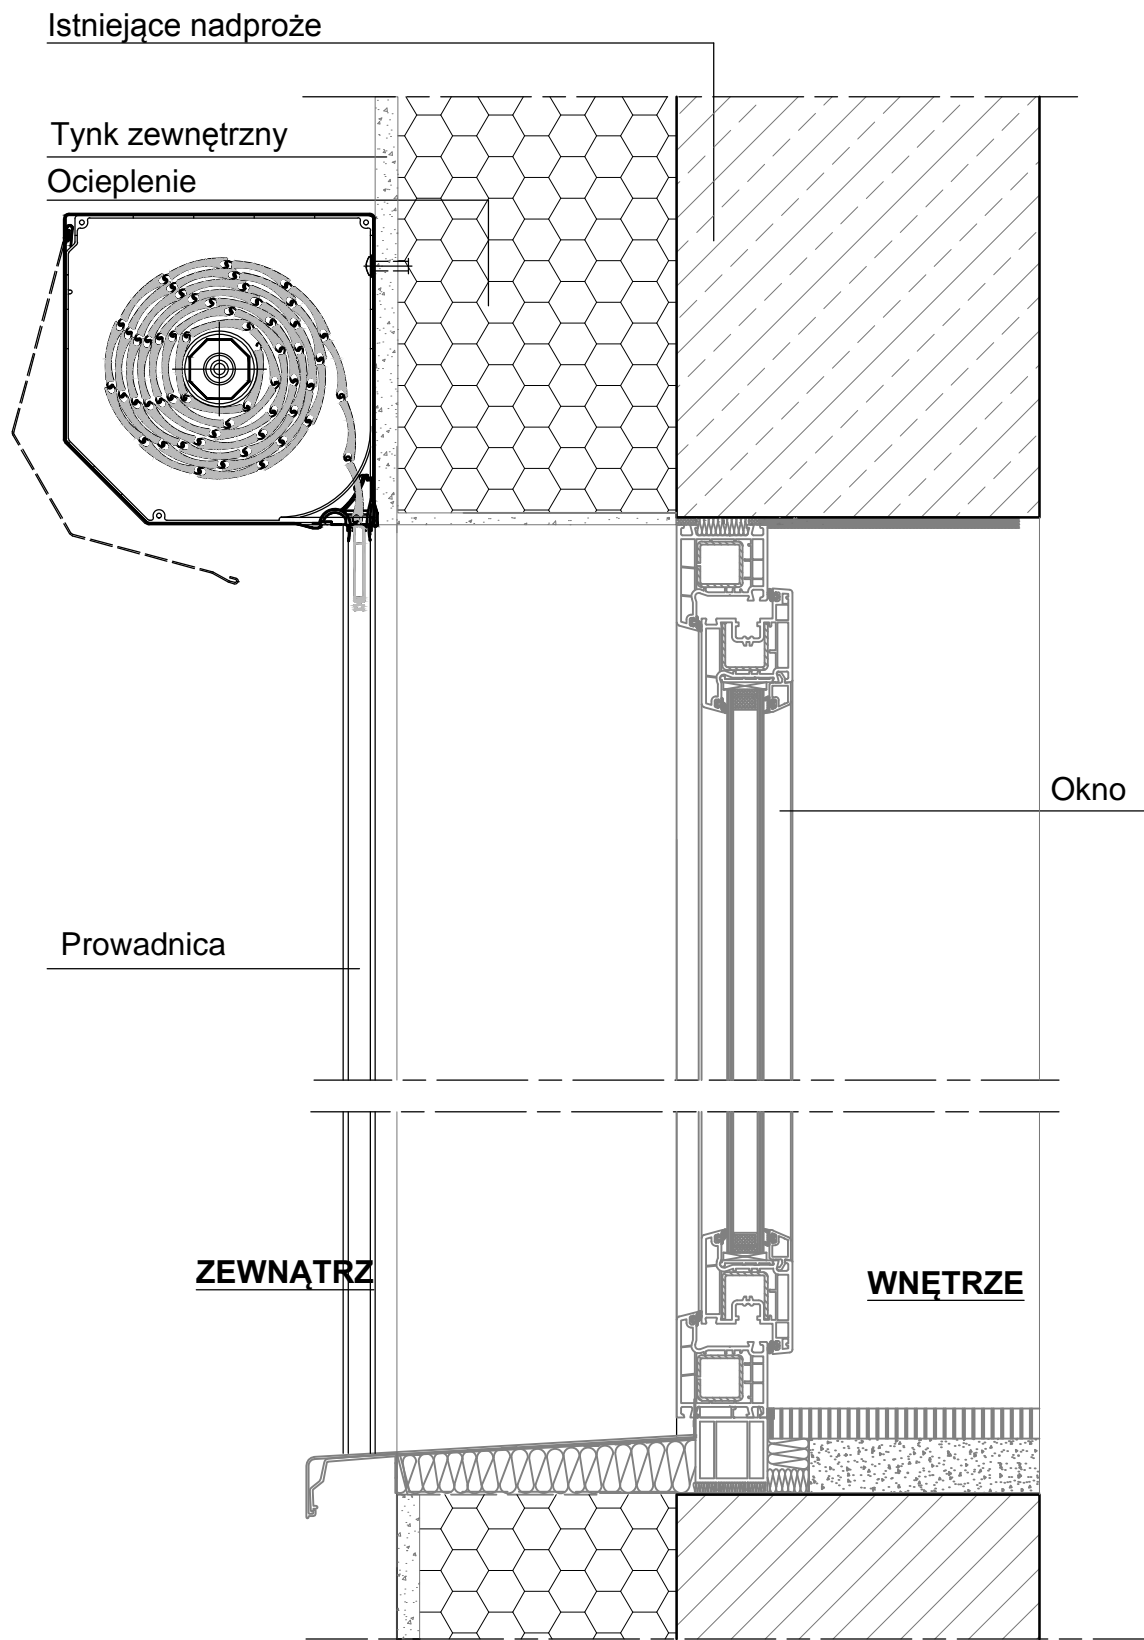 Istniejące nadproże
Tynk zewnętrzny
Ocieplenie
Okno
Prowadnica
ZEWNĄTRZ
WNĘTRZE